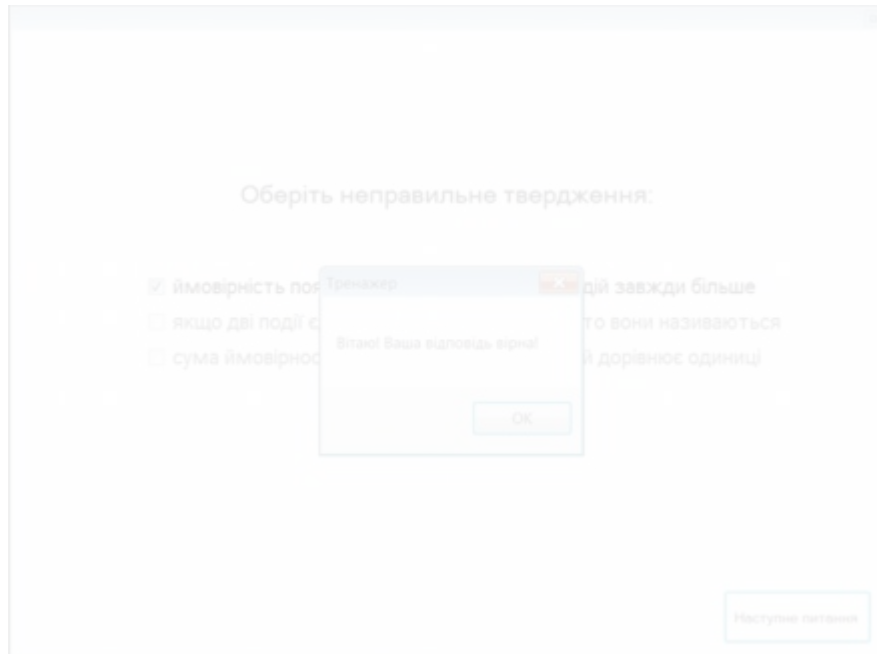 Оберіть неправильне твердження:
Тренажер
ймовірність поя дій завжди більше
якщо дві події є то вони називаються
Вітаю! Ваша відповідь вірна!
сума ймовірнос й дорівнює одиниці
OK
Наступне питання